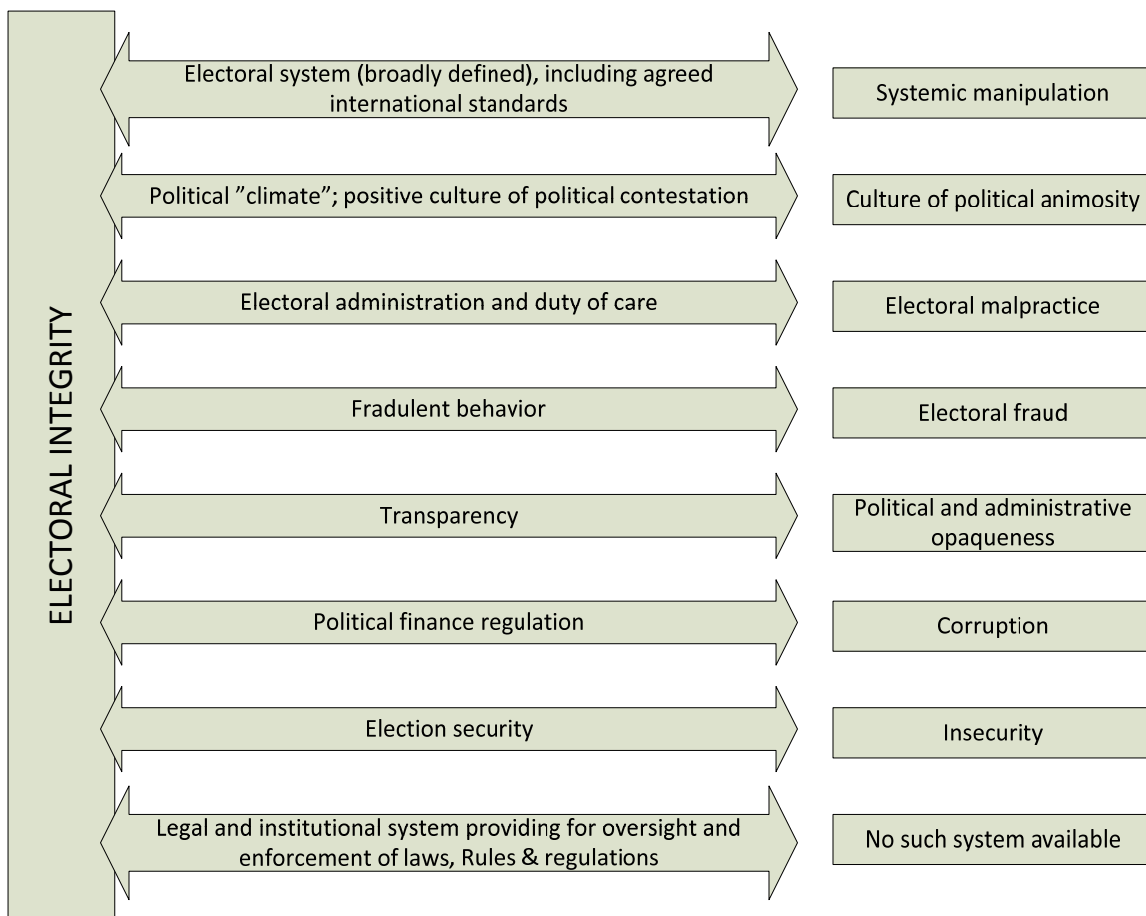 ELECTORAL INTEGRITY
Electoral system (broadly defined), including agreed
international standards
Systemic manipulation
Political ”climate”; positive culture of political contestation
Culture of political animosity
Electoral administration and duty of care
Electoral malpractice
Fradulent behavior
Electoral fraud
Transparency
Political and administrative
opaqueness
Political finance regulation
Corruption
Election security
Insecurity
Legal and institutional system providing for oversight and
enforcement of laws, Rules & regulations
No such system available